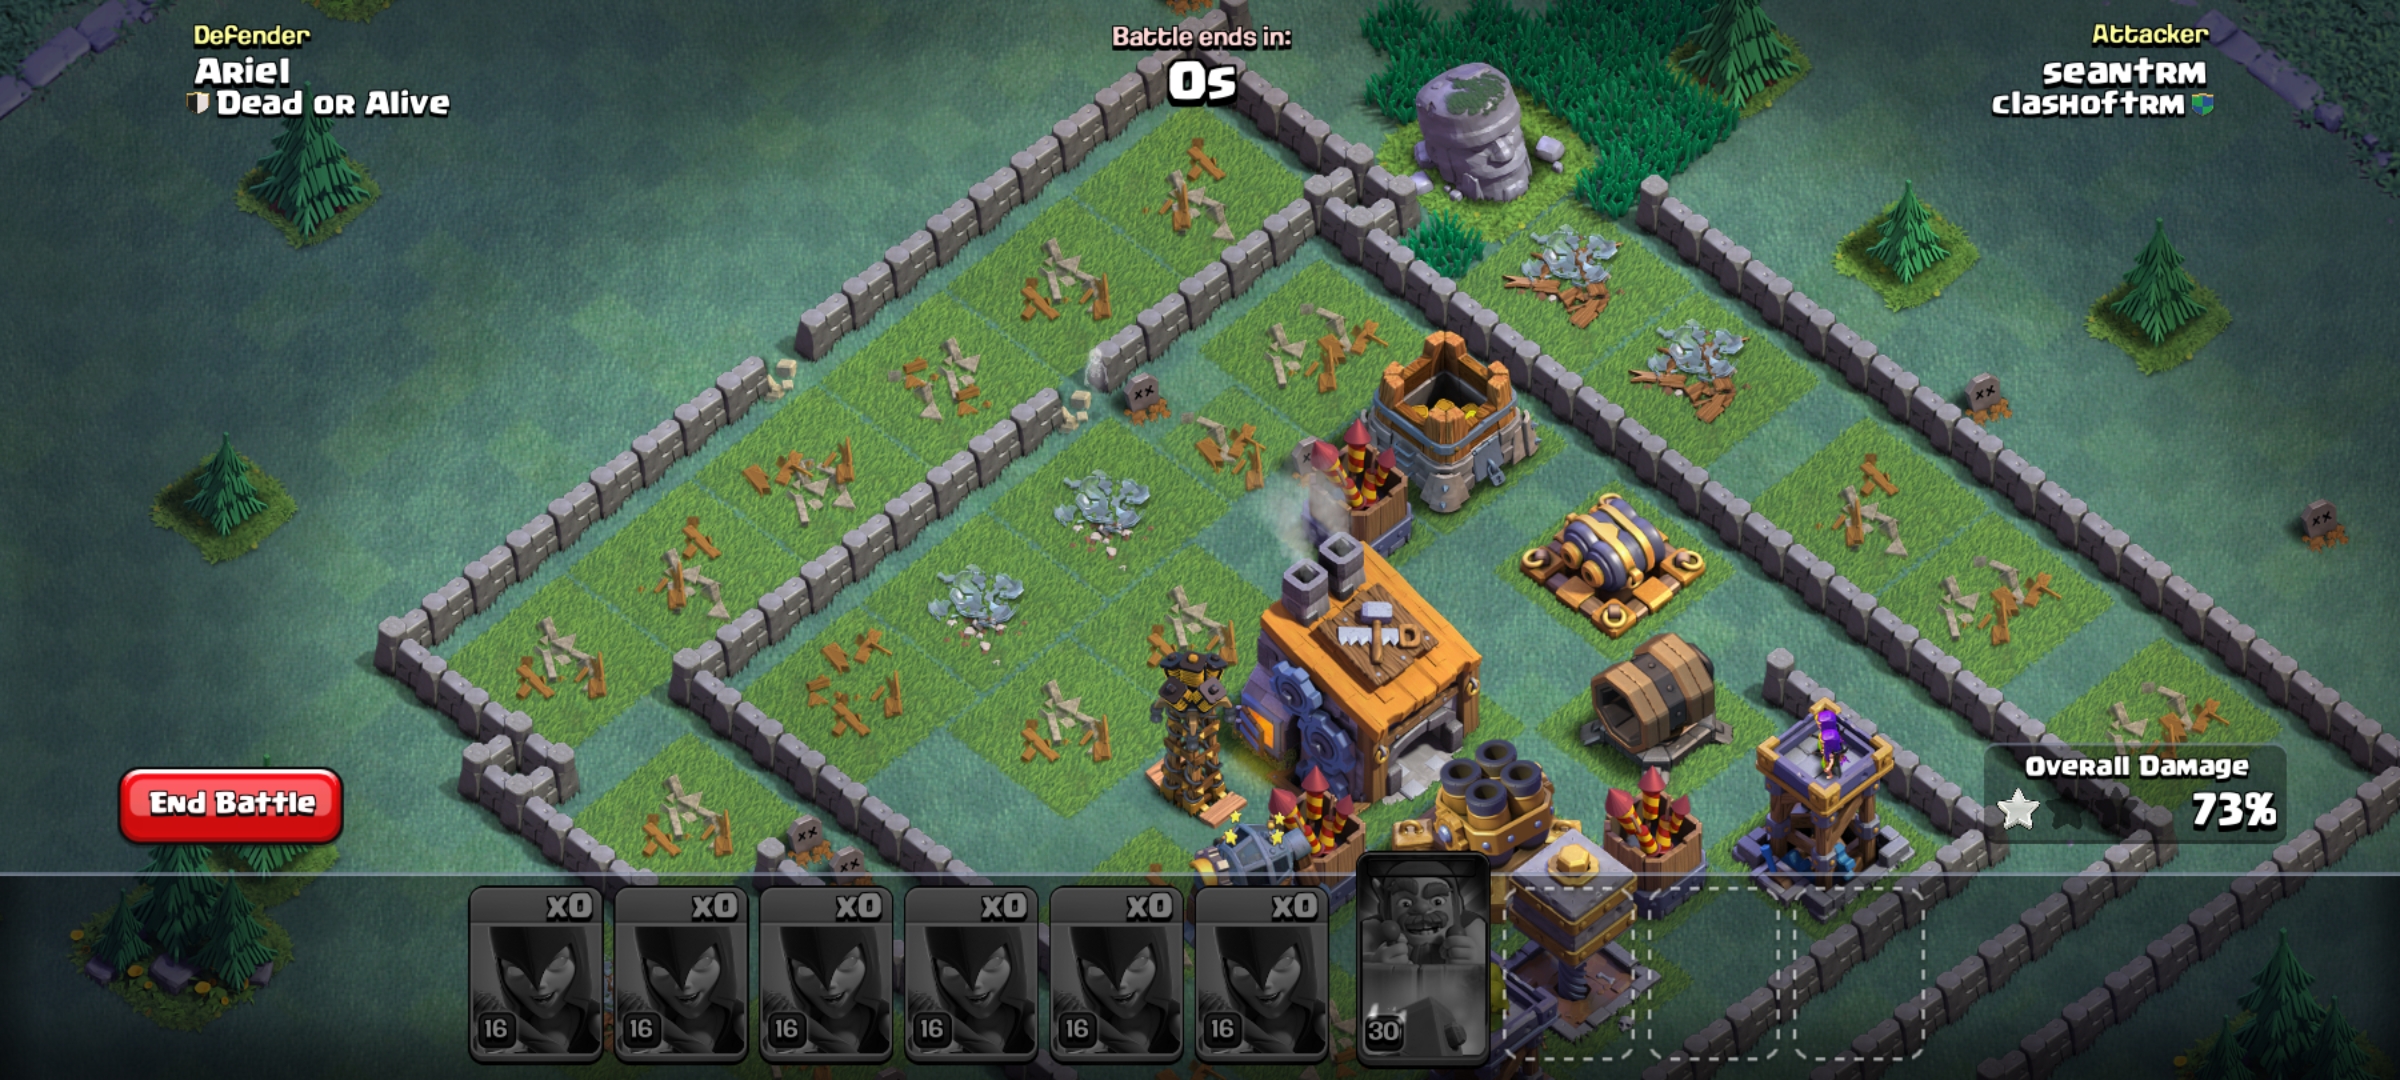 Defender
Ariel
Dead or Alive
Battle ends in:
0s
Attacker
seantrm
clashoftrm
End Battle
Overall Damage
73%
x0
x0
x0
x0
x0
x0
16
16
16
16
16
16
30